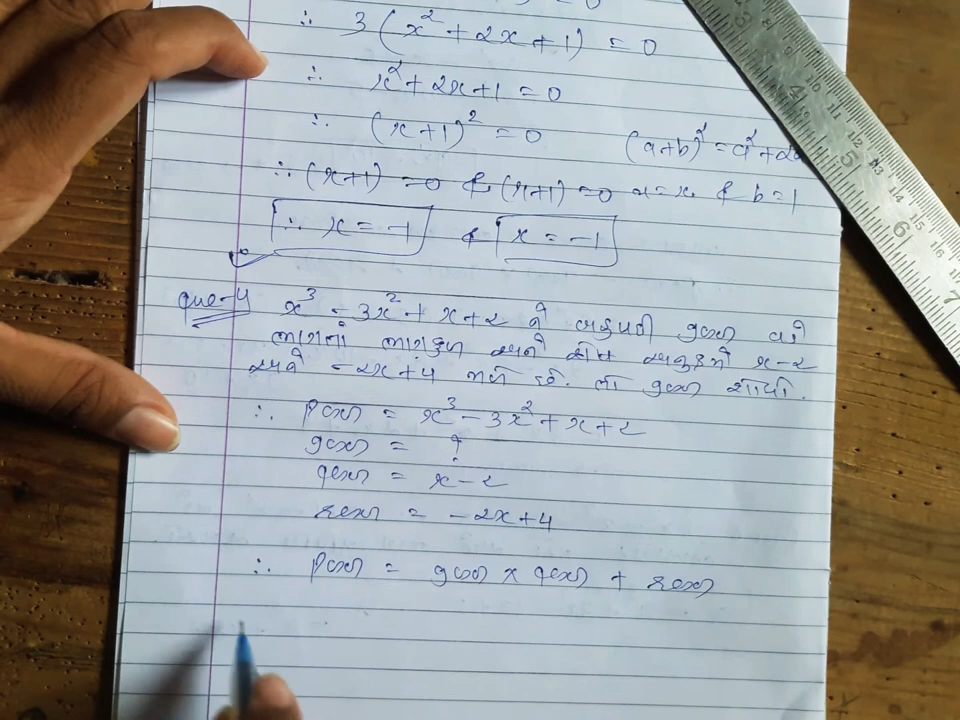 ∴ 3(x² + 2x + 1) = 0
∴ x² + 2x + 1 = 0
∴ (x+1)² = 0 (a+b)² = a² + 2a
∴ (x+1) = 0 & (x+1) = 0 a = x & b = 1
∴ x = -1 & x = -1
Que-4 x³ - 3x² + x + 2 ને બહુપદી g(x) વડે
ભાગતાં ભાગફળ અને શેષ અનુક્રમે x-2
અને -2x+4 મળે છે. તો g(x) શોધો.
∴ p(x) = x³ - 3x² + x + 2
g(x) = ?
q(x) = x - 2
r(x) = -2x+4
∴ p(x) = g(x) × q(x) + r(x)